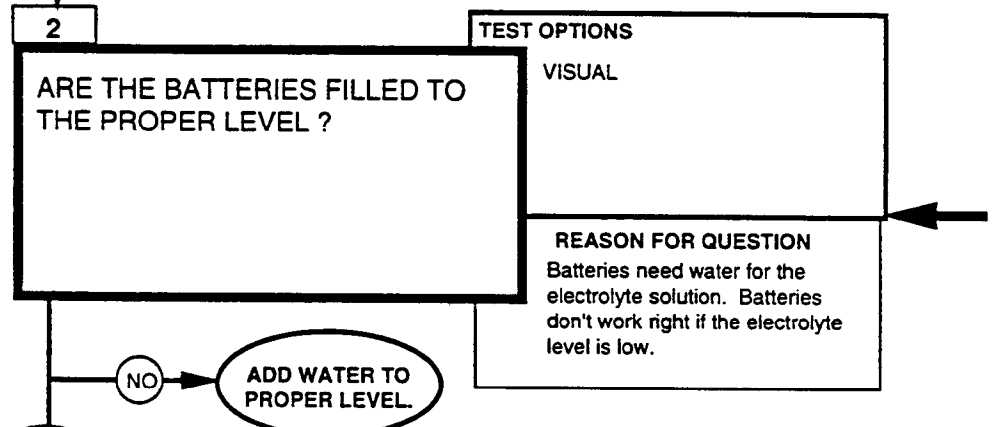 2
TEST OPTIONS
VISUAL
ARE THE BATTERIES FILLED TO
THE PROPER LEVEL ?
REASON FOR QUESTION
Batteries need water for the
electrolyte solution. Batteries
don't work right if the electrolyte
level is low.
NO
ADD WATER TO
PROPER LEVEL.